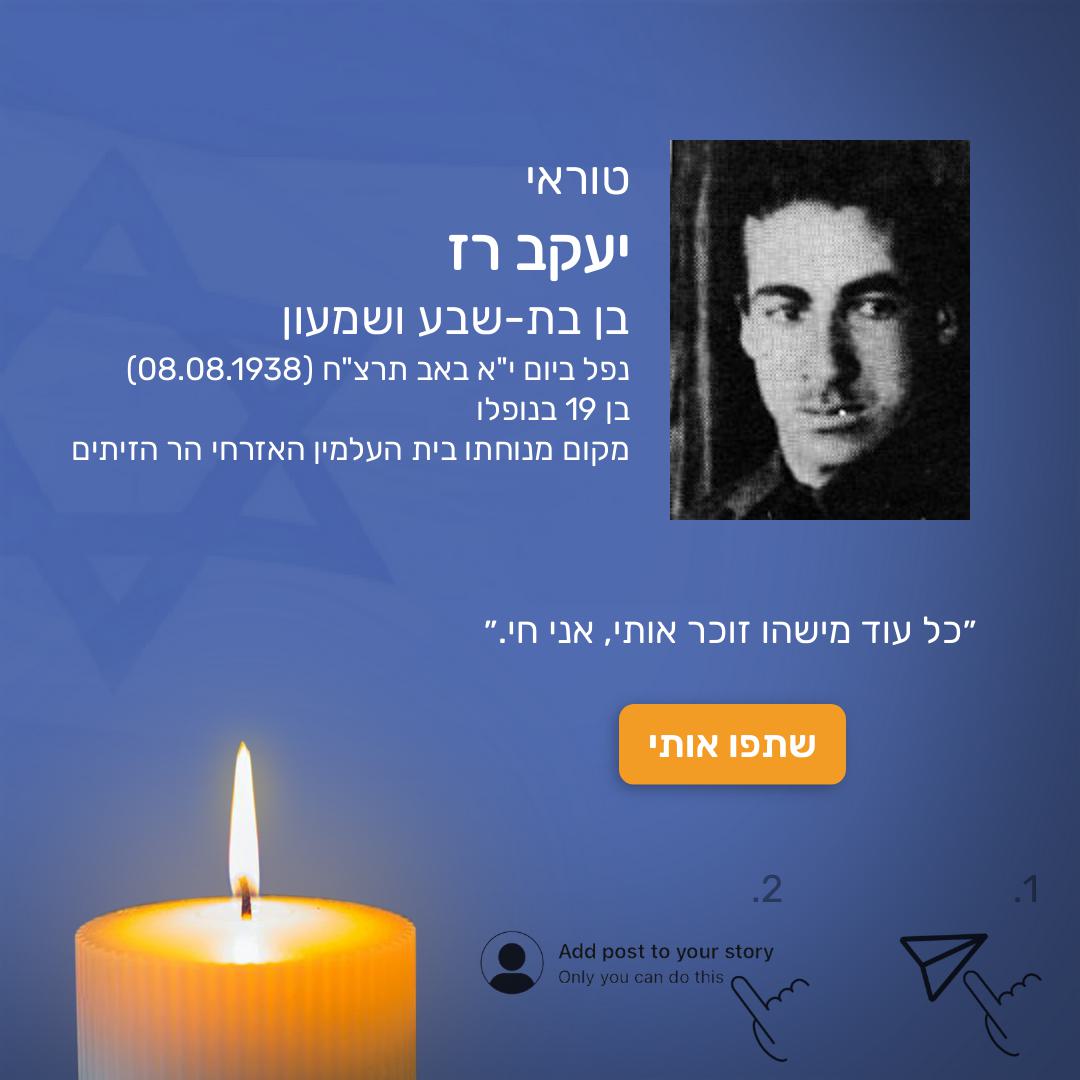 טוראי
יעקב רז
בן בת-שבע ושמעון
נפל ביום י"א באב תרצ"ח (08.08.1938)
בן 19 בנופלו
מקום מנוחתו בית העלמין האזרחי הר הזיתים
״כל עוד מישהו זוכר אותי, אני חי.״
שתפו אותי
1.
2.
Add post to your story
Only you can do this